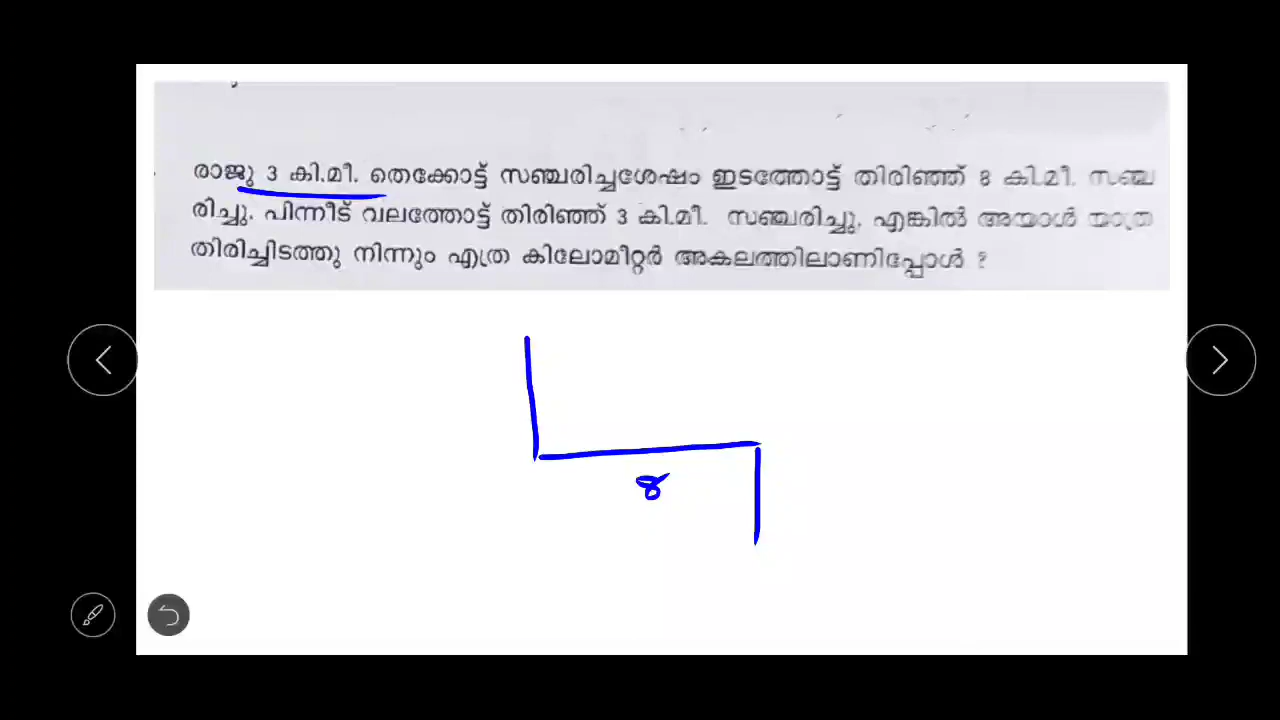 രാജു 3 കി.മീ. തെക്കോട്ട് സഞ്ചരിച്ചശേഷം ഇടത്തോട്ട് തിരിഞ്ഞ് 8 കി.മീ. സഞ്ച
രിച്ചു. പിന്നീട് വലത്തോട്ട് തിരിഞ്ഞ് 3 കി.മീ. സഞ്ചരിച്ചു. എങ്കിൽ അയാൾ യാത്ര
തിരിച്ചിടത്തു നിന്നും എത്ര കിലോമീറ്റർ അകലത്തിലാണിപ്പോൾ ?
8